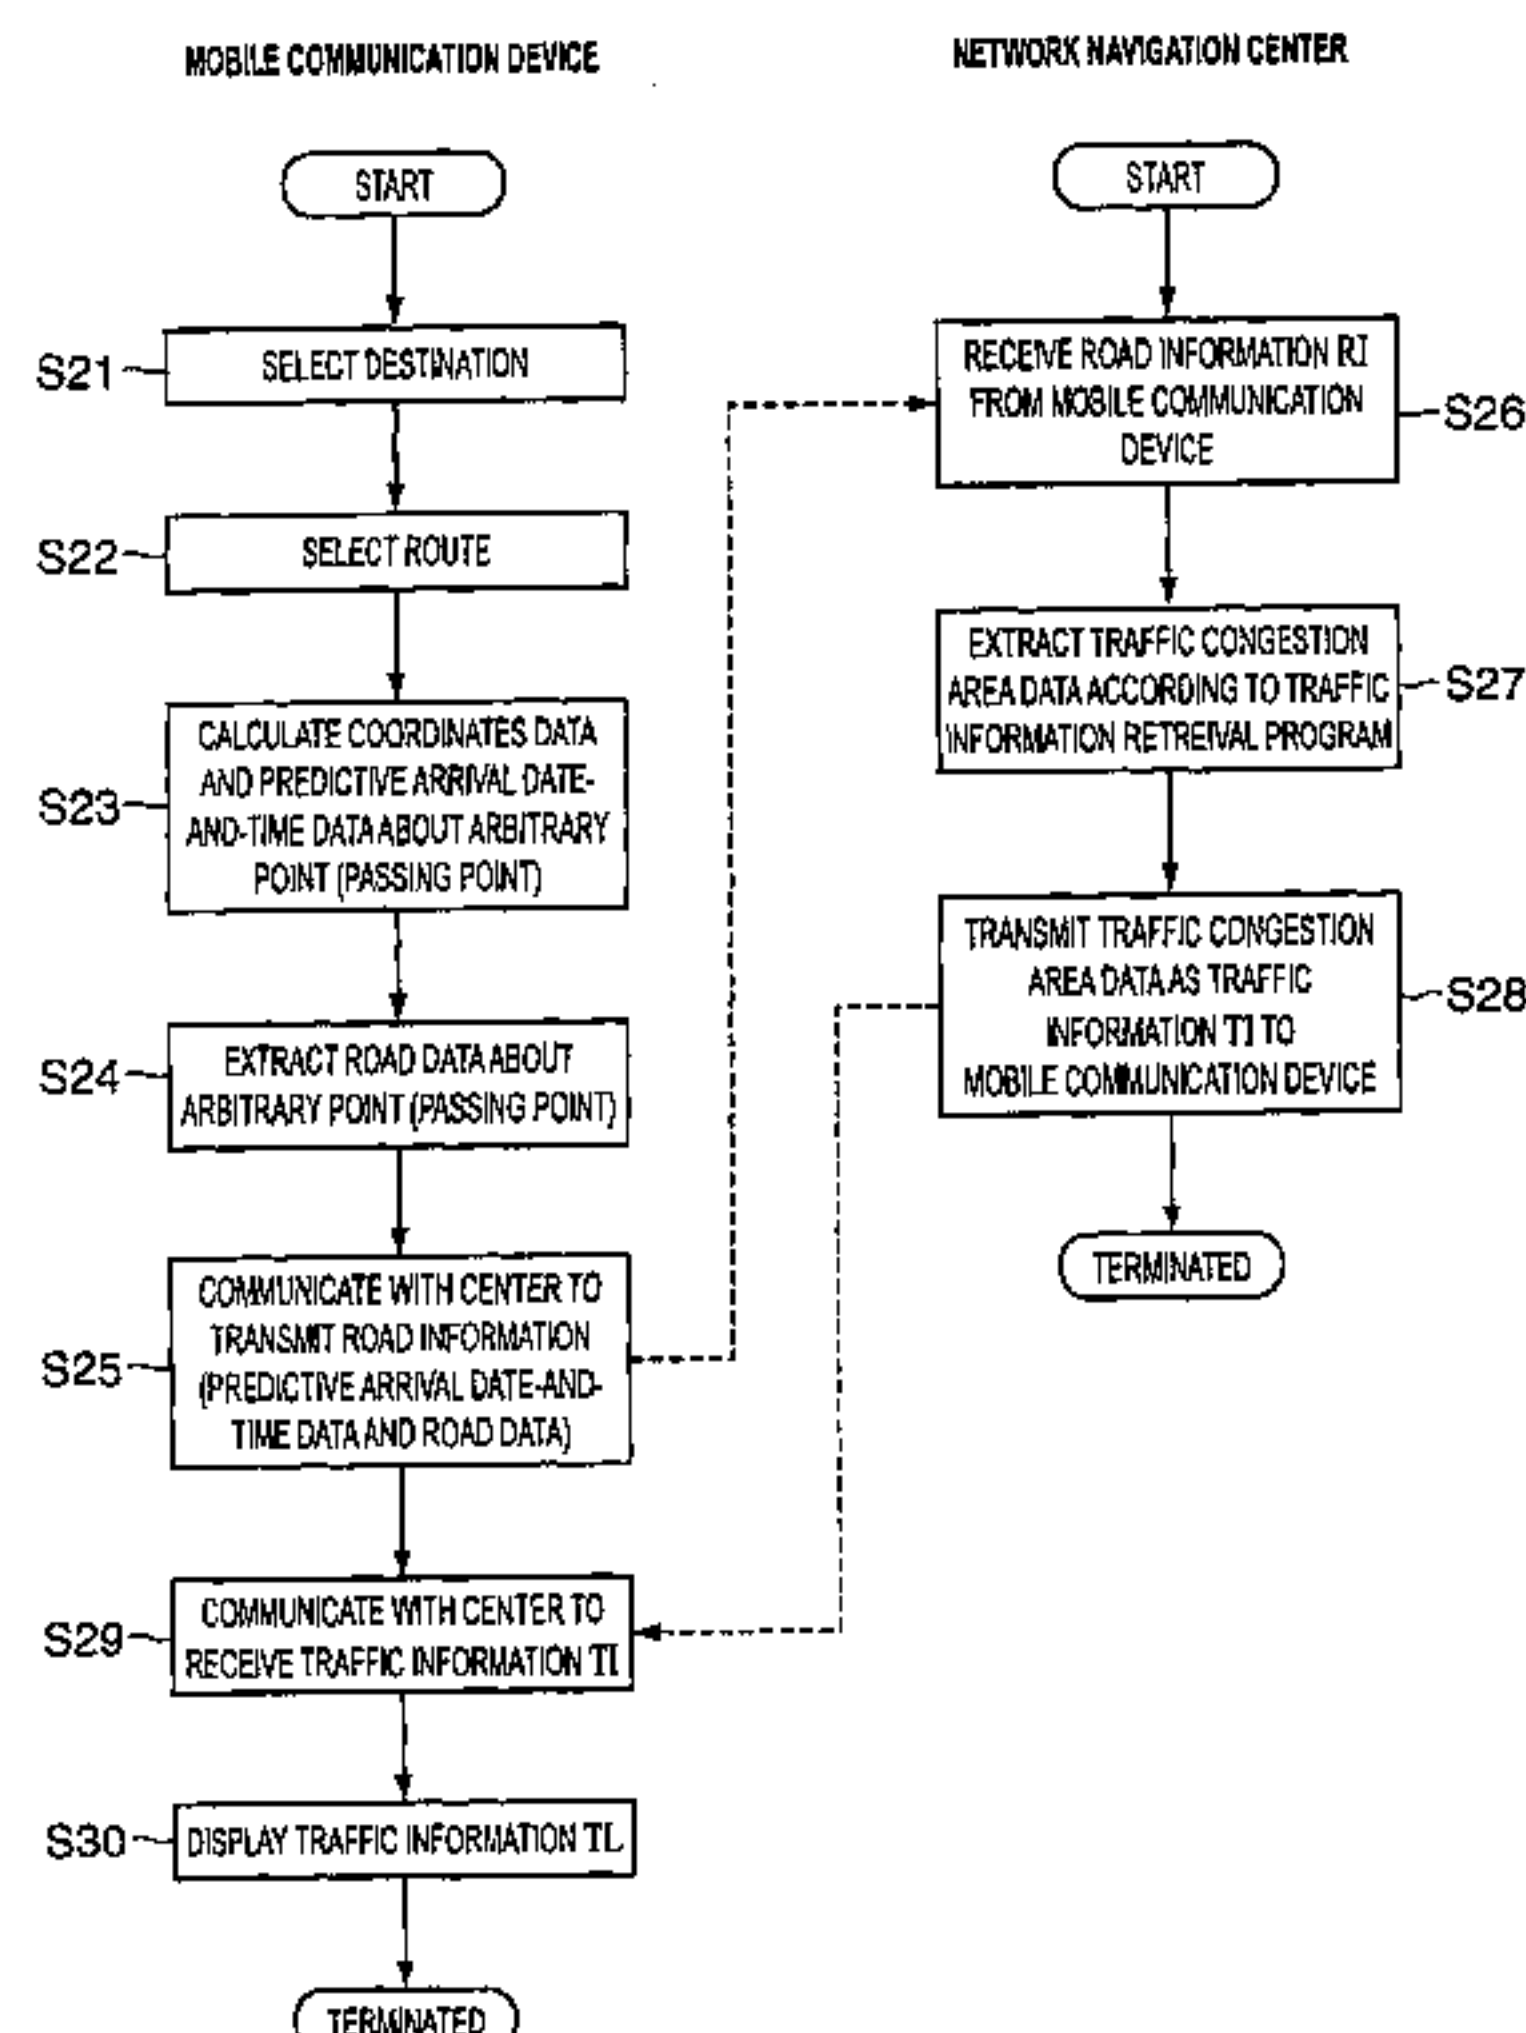 MOBILE COMMUNICATION DEVICE
START
S21
SELECT DESTINATION
S22
SELECT ROUTE
S23
CALCULATE COORDINATES DATA
AND PREDICTIVE ARRIVAL DATE-
AND-TIME DATA ABOUT ARBITRARY
POINT (PASSING POINT)
S24
EXTRACT ROAD DATA ABOUT
ARBITRARY POINT (PASSING POINT)
S25
COMMUNICATE WITH CENTER TO
TRANSMIT ROAD INFORMATION
(PREDICTIVE ARRIVAL DATE-AND-
TIME DATA AND ROAD DATA)
S29
COMMUNICATE WITH CENTER TO
RECEIVE TRAFFIC INFORMATION TI
S30
DISPLAY TRAFFIC INFORMATION TL
TERMINATED
NETWORK NAVIGATION CENTER
START
RECEIVE ROAD INFORMATION RI
FROM MOBILE COMMUNICATION
DEVICE
S26
EXTRACT TRAFFIC CONGESTION
AREA DATA ACCORDING TO TRAFFIC
INFORMATION RETREIVAL PROGRAM
S27
TRANSMIT TRAFFIC CONGESTION
AREA DATA AS TRAFFIC
INFORMATION TI TO
MOBILE COMMUNICATION DEVICE
S28
TERMINATED